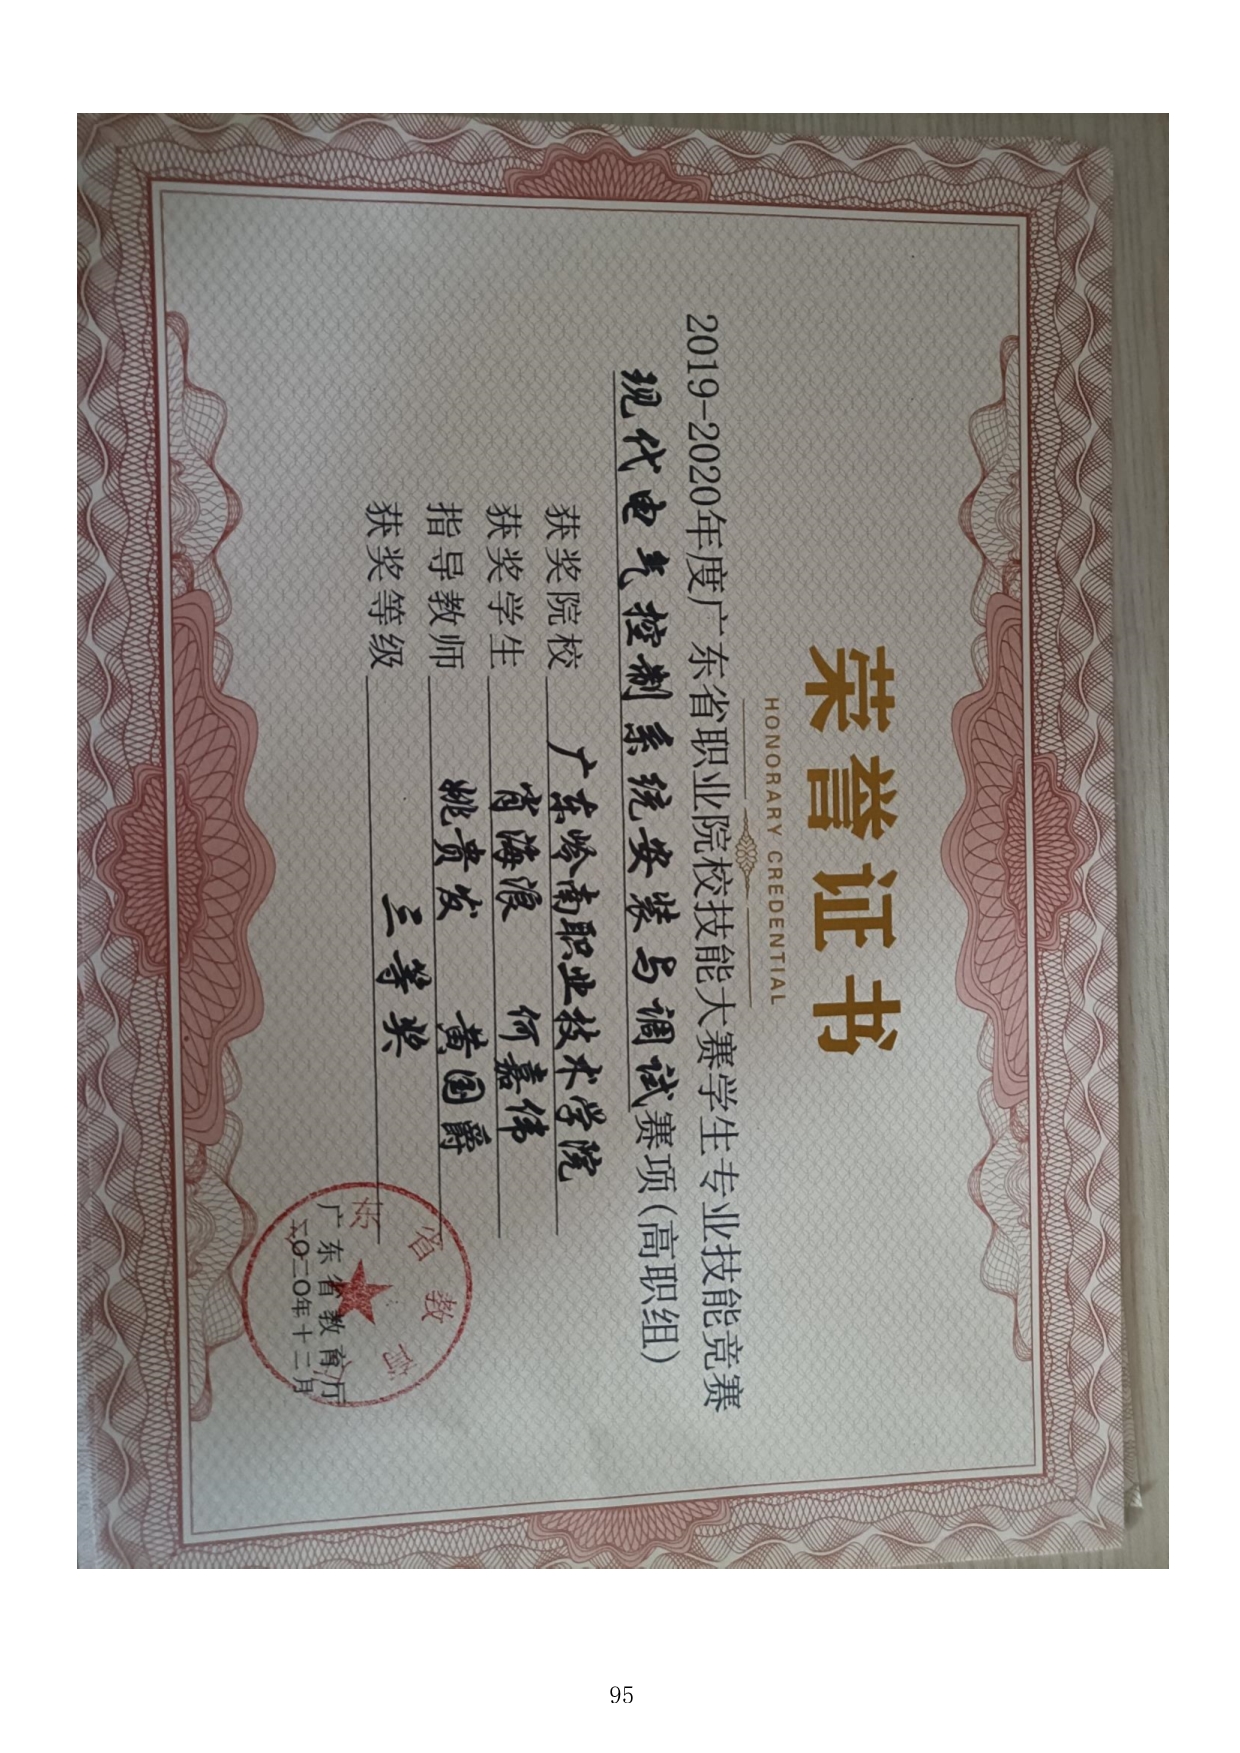 荣誉证书
HONORARY CREDENTIAL
2019-2020年度广东省职业院校技能大赛学生专业技能竞赛
现代电气控制系统安装与调试赛项(高职组)
获奖院校 广东岭南职业技术学院
获奖学生 肖海浪 何嘉伟
指导教师 姚贵发 黄国爵
获奖等级 三等奖
广东省教育厅
二〇二〇年十二月
95